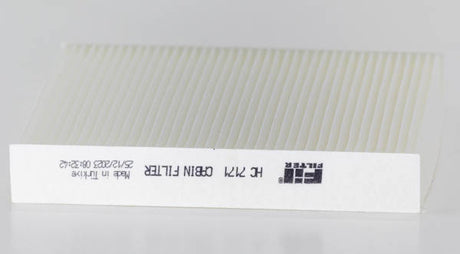 FIL
FILTER
®
HC 7171 CABIN FILTER
Made in Türkiye
25/12/2023 08:32:42